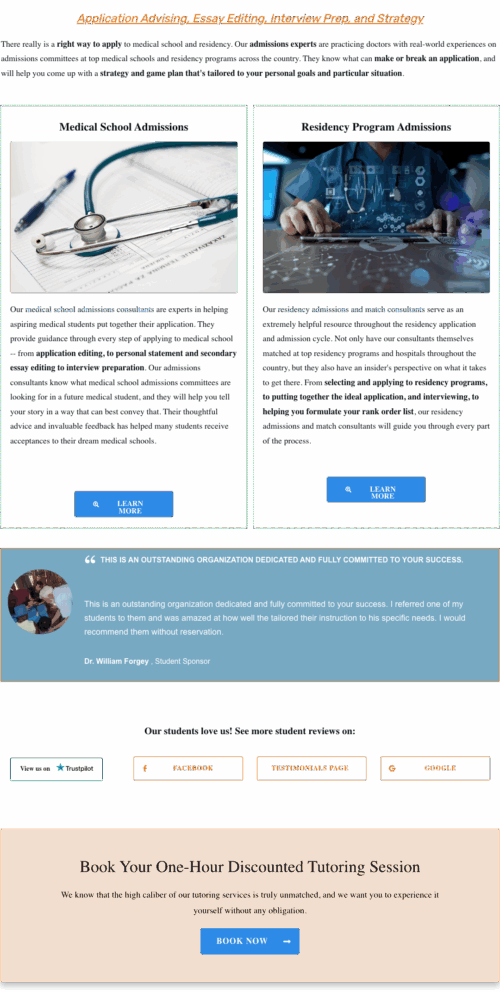 Application Advising, Essay Editing, Interview Prep, and Strategy
There really is a right way to apply to medical school and residency. Our admissions experts are practicing doctors with real-world experiences on
admissions committees at top medical schools and residency programs across the country. They know what can make or break an application, and
will help you come up with a strategy and game plan that's tailored to your personal goals and particular situation.
Medical School Admissions
Our medical school admissions consultants are experts in helping
aspiring medical students put together their application. They
provide guidance through every step of applying to medical school
-- from application editing, to personal statement and secondary
essay editing to interview preparation. Our admissions
consultants know what medical school admissions committees are
looking for in a future medical student, and they will help you tell
your story in a way that can best convey that. Their thoughtful
advice and invaluable feedback has helped many students receive
acceptances to their dream medical schools.
LEARN
MORE
Residency Program Admissions
Our residency admissions and match consultants serve as an
extremely helpful resource throughout the residency application
and admission cycle. Not only have our consultants themselves
matched at top residency programs and hospitals throughout the
country, but they also have an insider's perspective on what it takes
to get there. From selecting and applying to residency programs,
to putting together the ideal application, and interviewing, to
helping you formulate your rank order list, our residency
admissions and match consultants will guide you through every part
of the process.
LEARN
MORE
“ THIS IS AN OUTSTANDING ORGANIZATION DEDICATED AND FULLY COMMITTED TO YOUR SUCCESS.
This is an outstanding organization dedicated and fully committed to your success. I referred one of my
students to them and was amazed at how well the tailored their instruction to his specific needs. I would
recommend them without reservation.
Dr. William Forgey , Student Sponsor
Our students love us! See more student reviews on:
View us on Trustpilot
FACEBOOK
TESTIMONIALS PAGE
GOOGLE
Book Your One-Hour Discounted Tutoring Session
We know that the high caliber of our tutoring services is truly unmatched, and we want you to experience it
yourself without any obligation.
BOOK NOW